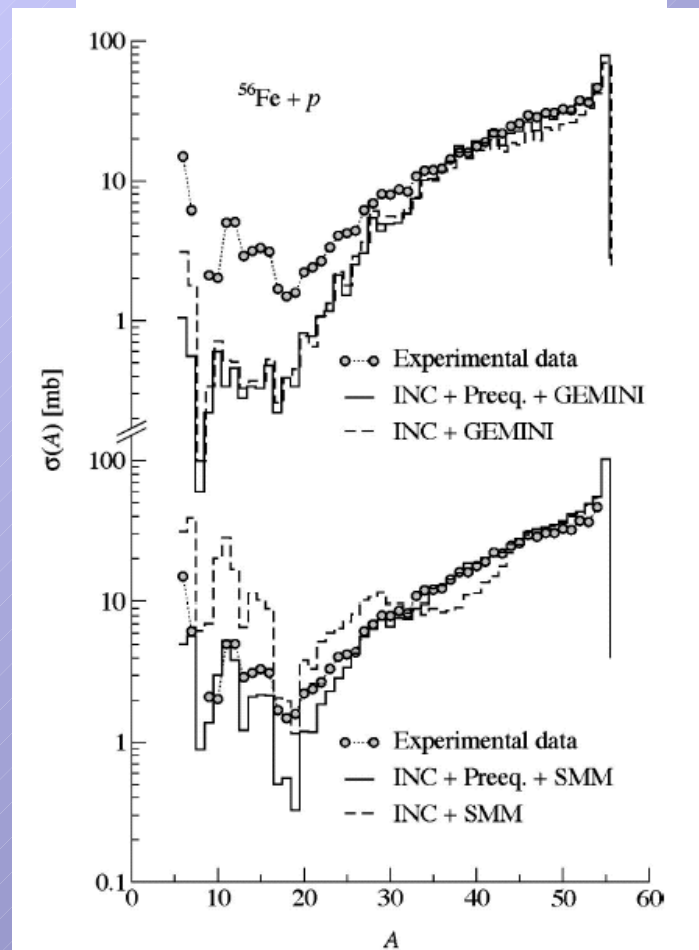 100
⁵⁶Fe + p
10
1
Experimental data
INC + Preeq. + GEMINI
INC + GEMINI
σ(A) [mb]
100
10
1
Experimental data
INC + Preeq. + SMM
INC + SMM
0.1
0 10 20 30 40 50 60
A